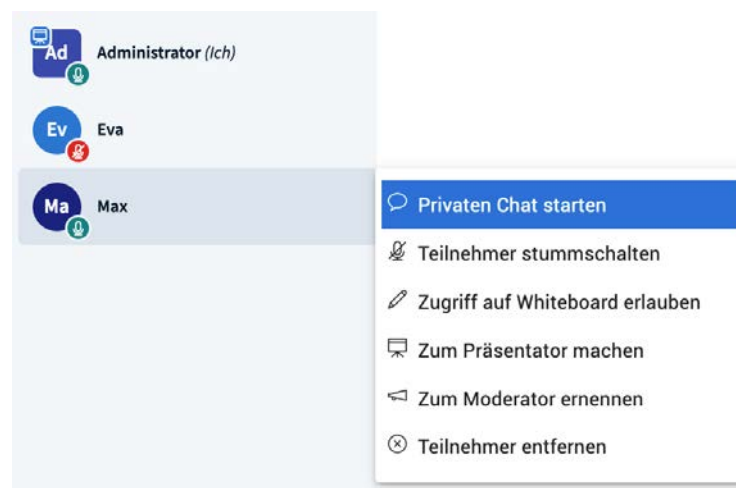 Ad
Administrator (Ich)
Ev
Eva
Ma
Max
Privaten Chat starten
Teilnehmer stummschalten
Zugriff auf Whiteboard erlauben
Zum Präsentator machen
Zum Moderator ernennen
Teilnehmer entfernen